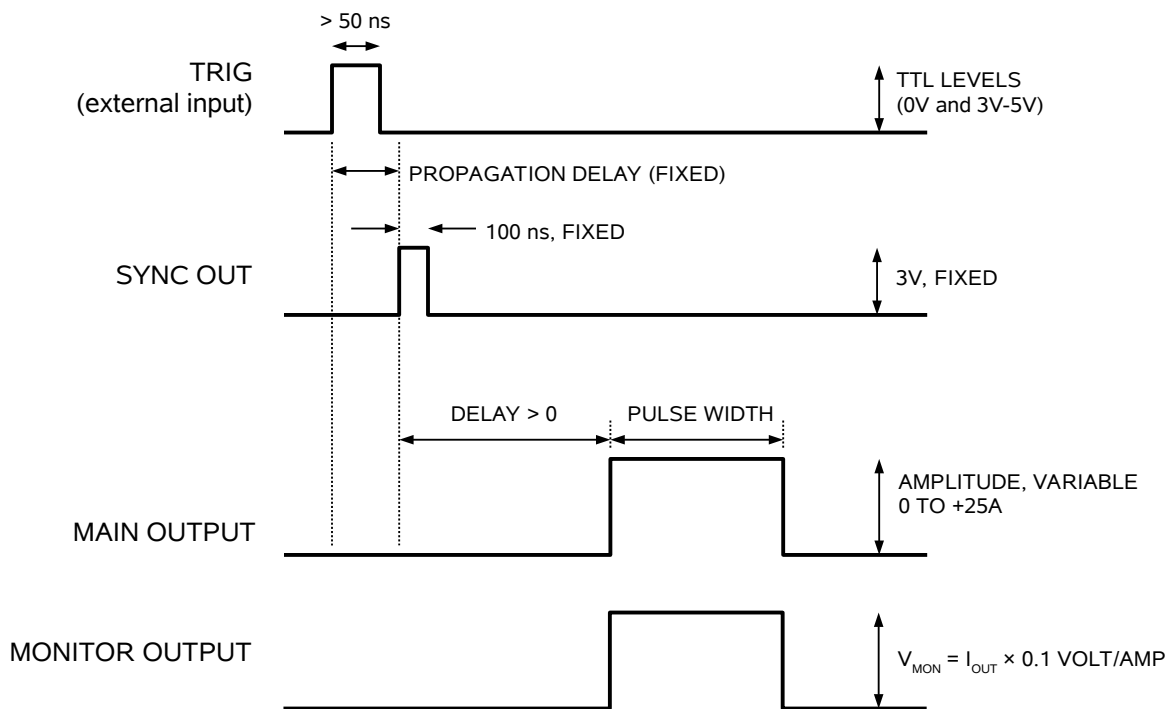 > 50 ns
TRIG
(external input)
TTL LEVELS
(0V and 3V-5V)
PROPAGATION DELAY (FIXED)
100 ns, FIXED
SYNC OUT
3V, FIXED
DELAY > 0
PULSE WIDTH
AMPLITUDE, VARIABLE
0 TO +25A
MAIN OUTPUT
MONITOR OUTPUT
V_MON = I_OUT × 0.1 VOLT/AMP